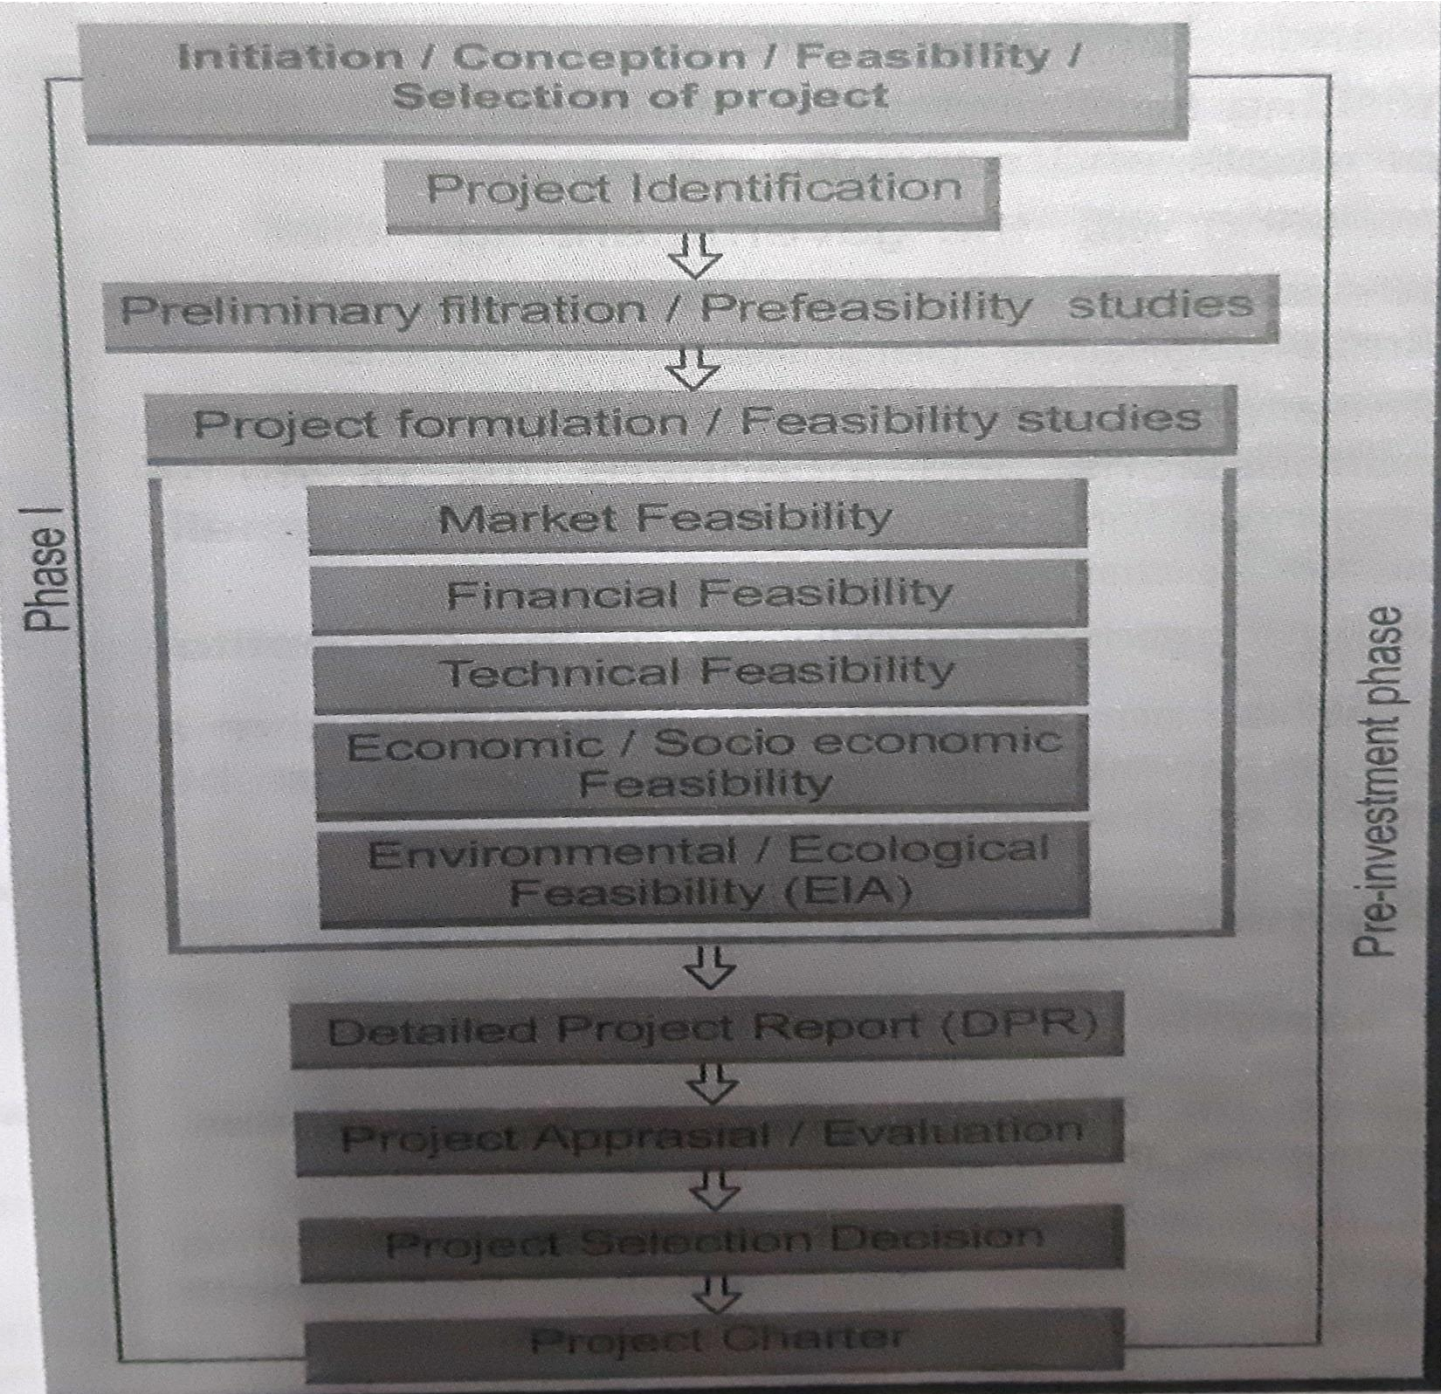 Initiation / Conception / Feasibility /
Selection of project
Project Identification
Preliminary filtration / Prefeasibility studies
Project formulation / Feasibility studies
Market Feasibility
Financial Feasibility
Technical Feasibility
Economic / Socio economic
Feasibility
Environmental / Ecological
Feasibility (EIA)
Detailed Project Report (DPR)
Project Apprasial / Evaluation
Project Selection Decision
Project Charter
Phase I
Pre-investment phase